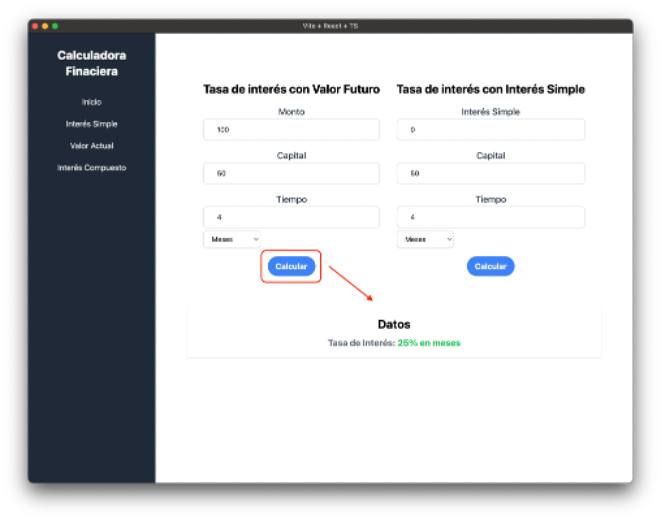 Vite + React + TS
Calculadora
Finaciera
Inicio
Interés Simple
Valor Actual
Interés Compuesto
Tasa de interés con Valor Futuro
Monto
100
Capital
50
Tiempo
4
Meses
Calcular
Tasa de interés con Interés Simple
Interés Simple
0
Capital
50
Tiempo
4
Meses
Calcular
Datos
Tasa de Interés: 25% en meses